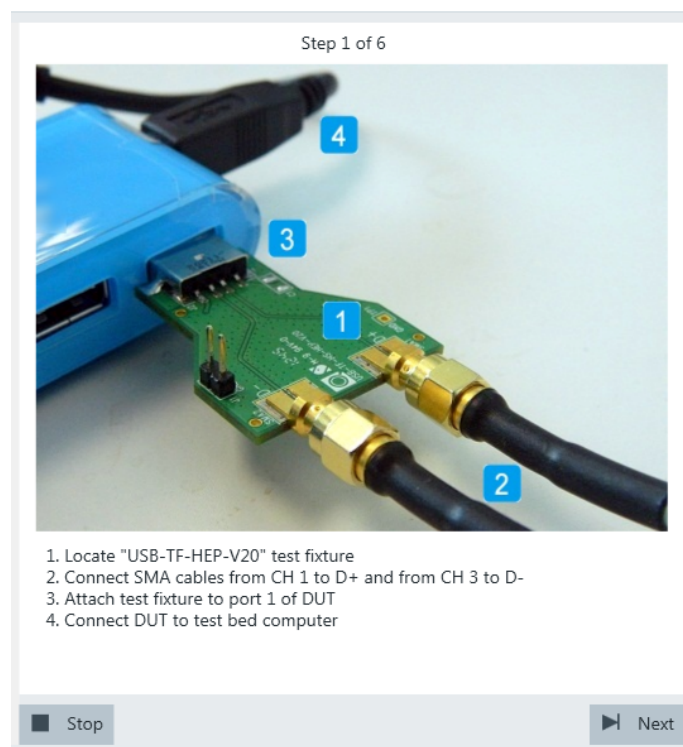 Step 1 of 6
4
3
1
2
1. Locate "USB-TF-HEP-V20" test fixture
2. Connect SMA cables from CH 1 to D+ and from CH 3 to D-
3. Attach test fixture to port 1 of DUT
4. Connect DUT to test bed computer
Stop
Next